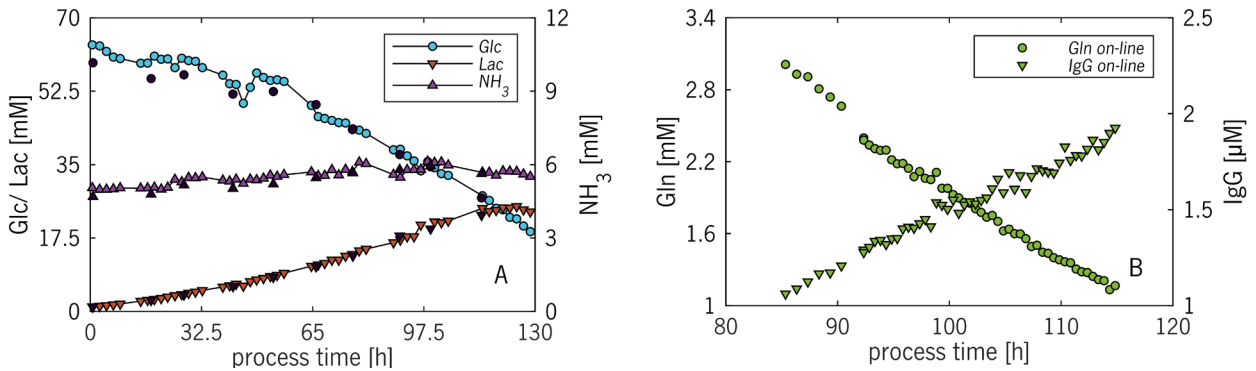 70
52.5
35
17.5
0
Glc/ Lac [mM]
12
9
6
3
0
NH3 [mM]
Glc
Lac
NH3
A
0
32.5
65
97.5
130
process time [h]
3.4
2.8
2.2
1.6
1
Gln [mM]
2.5
2
1.5
1
IgG [µM]
Gln on-line
IgG on-line
B
80
90
100
110
120
process time [h]